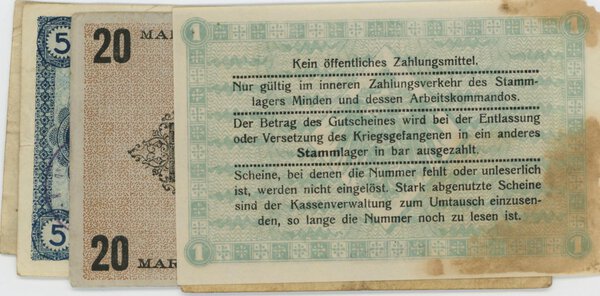 5
5
20 MAR
20 MAR
1
1
Kein öffentliches Zahlungsmittel.
Nur gültig im inneren Zahlungsverkehr des Stamm-
lagers Minden und dessen Arbeitskommandos.
Der Betrag des Gutscheines wird bei der Entlassung
oder Versetzung des Kriegsgefangenen in ein anderes
Stammlager in bar ausgezahlt.
Scheine, bei denen die Nummer fehlt oder unleserlich
ist, werden nicht eingelöst. Stark abgenutzte Scheine
sind der Kassenverwaltung zum Umtausch einzusen-
den, so lange die Nummer noch zu lesen ist.
1
1